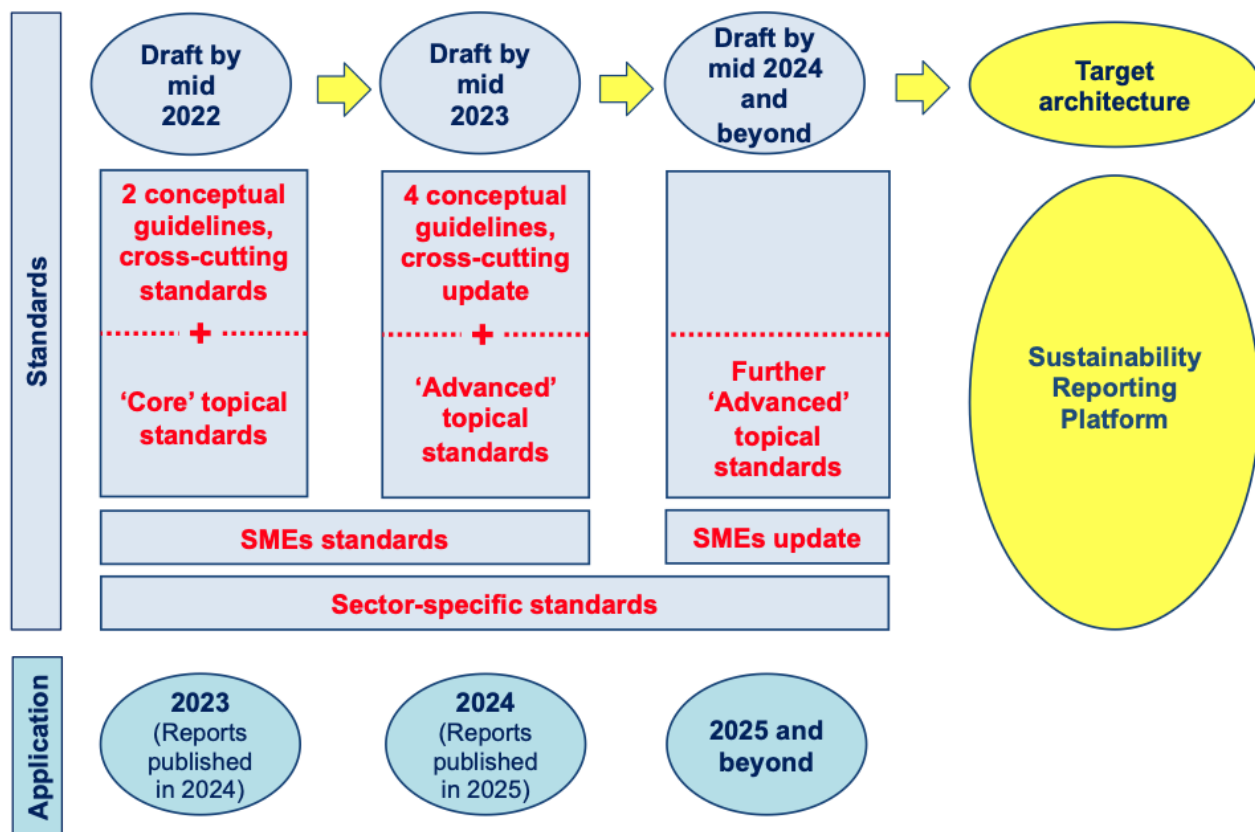 Standards
Draft by
mid
2022
Draft by
mid
2023
Draft by
mid 2024
and
beyond
Target
architecture
2 conceptual
guidelines,
cross-cutting
standards
+
‘Core’ topical
standards
4 conceptual
guidelines,
cross-cutting
update
+
‘Advanced’
topical
standards
Further
‘Advanced’
topical
standards
Sustainability
Reporting
Platform
SMEs standards
SMEs update
Sector-specific standards
Application
2023
(Reports
published
in 2024)
2024
(Reports
published
in 2025)
2025 and
beyond